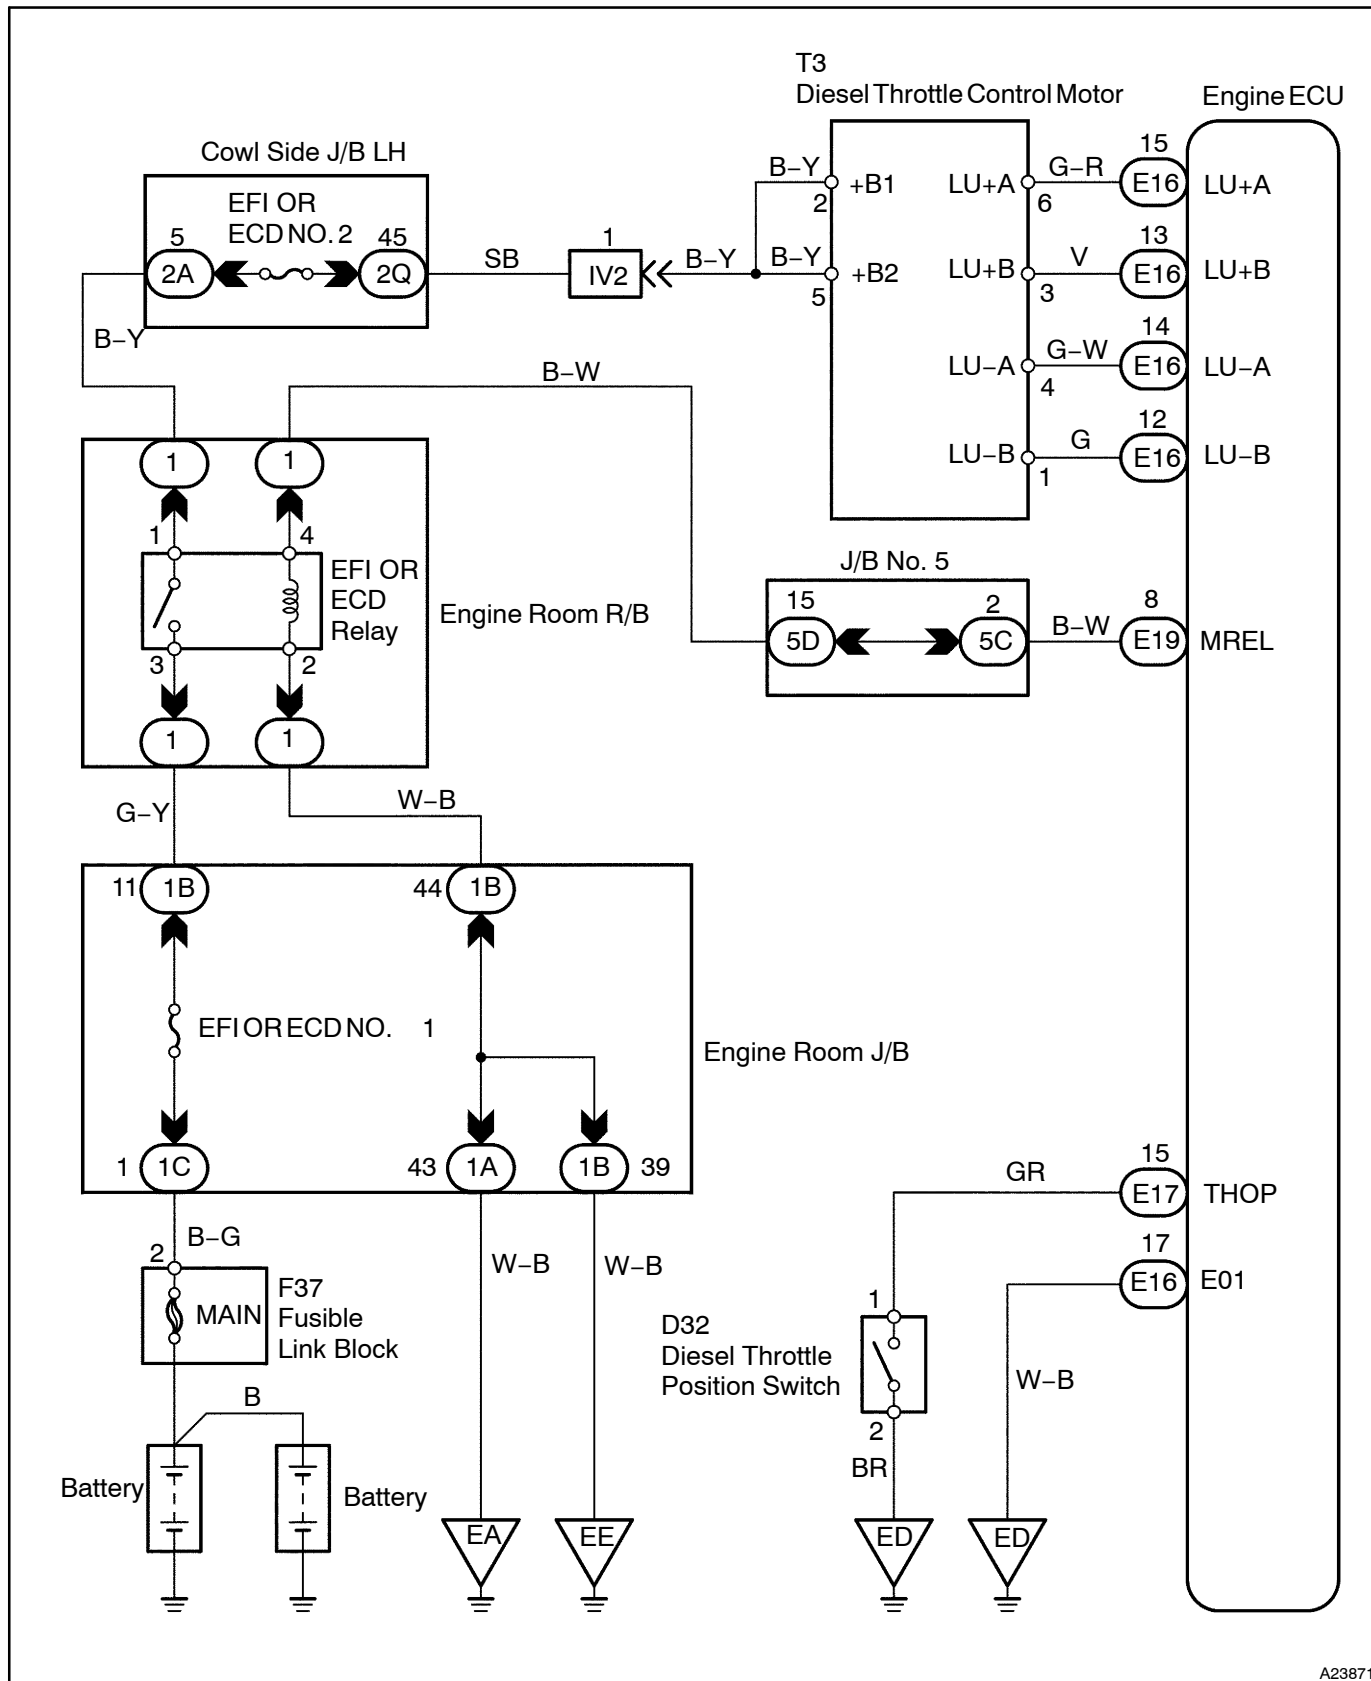 T3
Diesel Throttle Control Motor
Engine ECU
Cowl Side J/B LH
EFI OR
ECD NO. 2
5
45
2A
2Q
SB
1
IV2
B–Y
B–Y
B–Y
2
5
+B1
+B2
LU+A
LU+B
LU–A
LU–B
6
3
4
1
G–R
V
G–W
G
15
E16
LU+A
13
E16
LU+B
14
E16
LU–A
12
E16
LU–B
B–Y
B–W
1
1
1
4
EFI OR
ECD
Relay
3
2
1
1
Engine Room R/B
J/B No. 5
15
2
5D
5C
B–W
8
E19
MREL
G–Y
W–B
11
1B
44
1B
EFI OR ECD NO. 1
Engine Room J/B
1
1C
43
1A
1B
39
B–G
2
MAIN
F37
Fusible
Link Block
B
Battery
Battery
W–B
W–B
EA
EE
GR
15
E17
THOP
17
E16
E01
1
D32
Diesel Throttle
Position Switch
2
BR
W–B
ED
ED
A23871